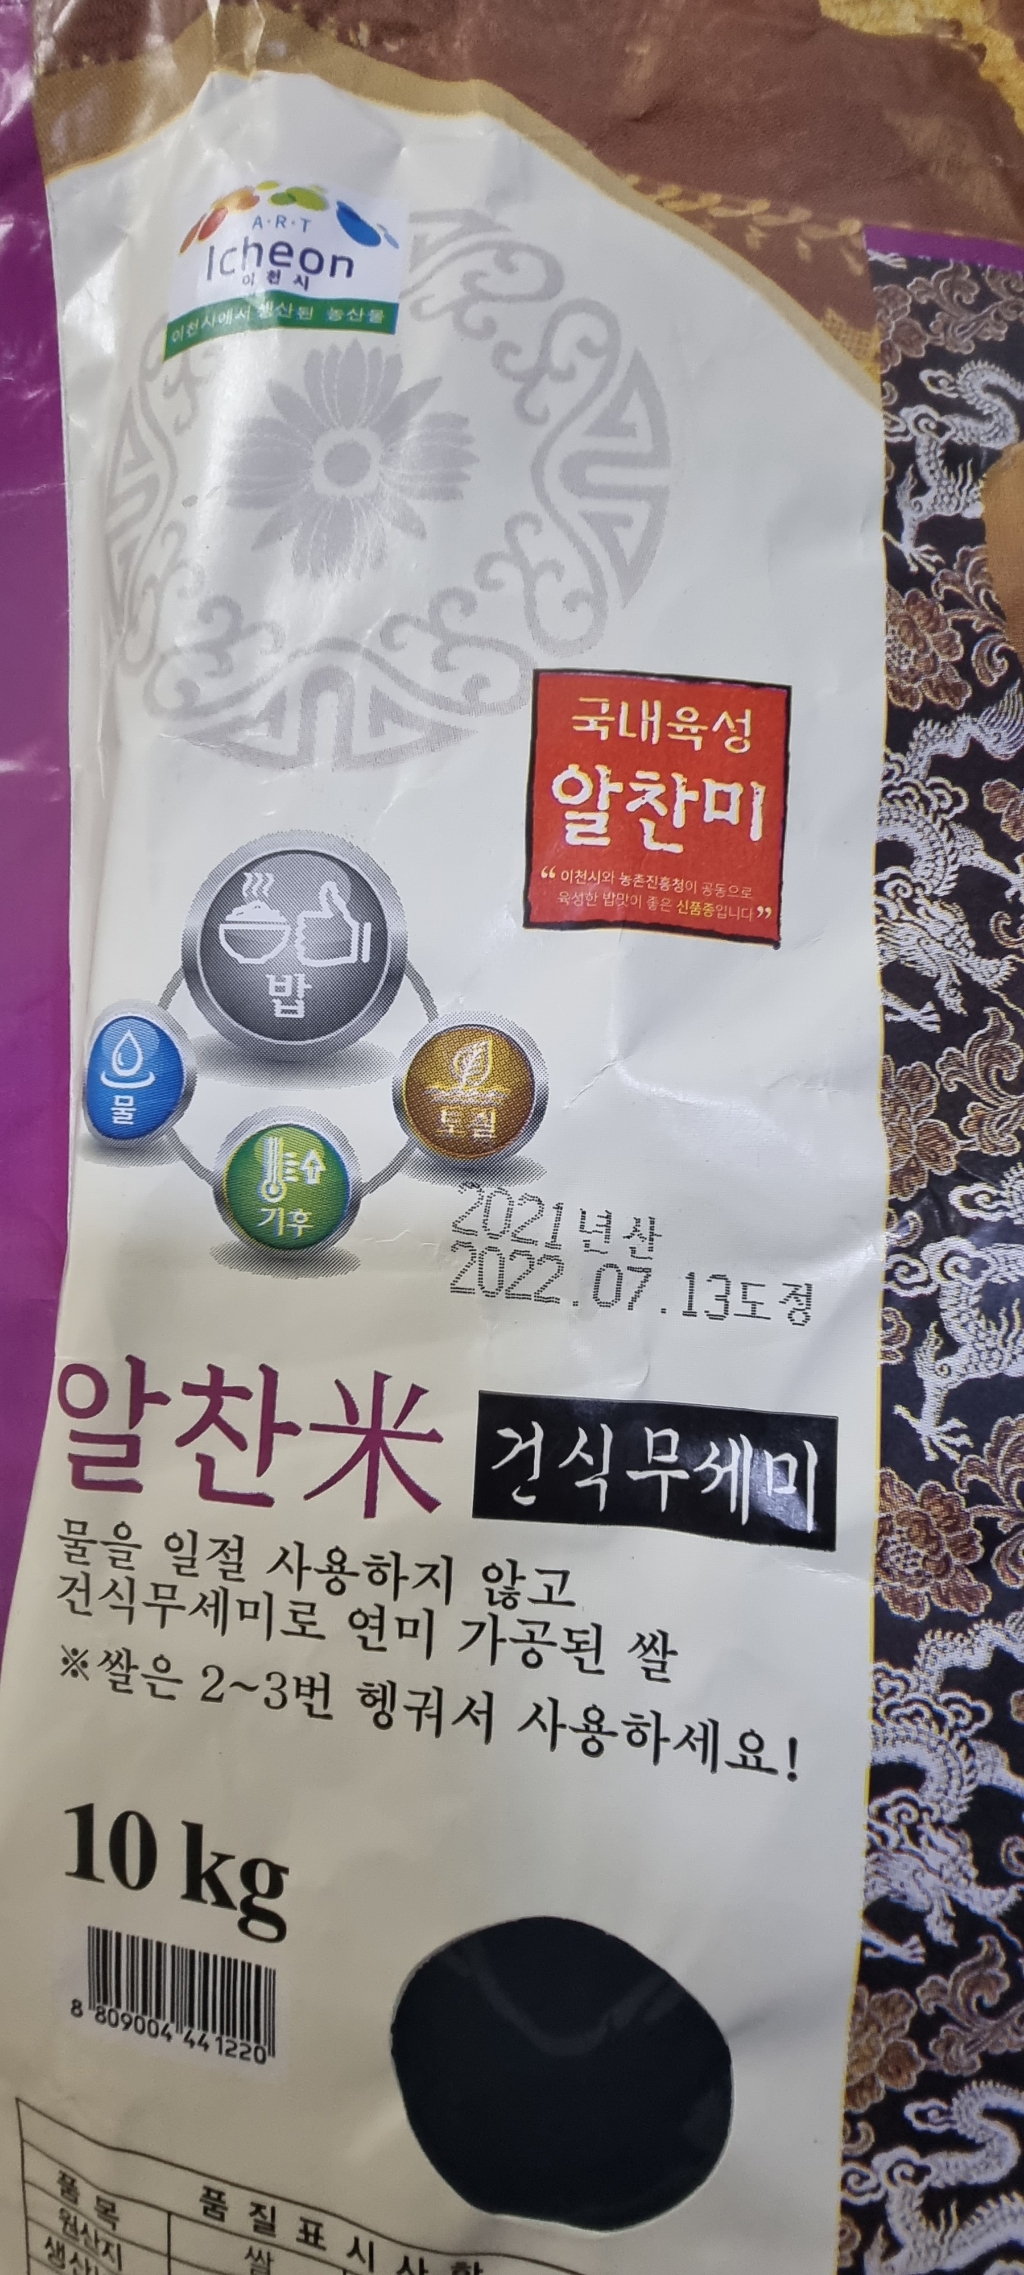 A·R·T
Icheon
이천시
이천시에서 생산된 농산물
국내육성
알찬미
“ 이천시와 농촌진흥청이 공동으로
육성한 밥맛이 좋은 신품종입니다 ”
밥
물
토질
기후
2021년산
2022.07.13도정
알찬米 건식무세미
물을 일절 사용하지 않고
건식무세미로 연미 가공된 쌀
※쌀은 2~3번 헹궈서 사용하세요!
10 kg
8 809004 441220
품 질 표 시 사 항
품 목 쌀
원산지